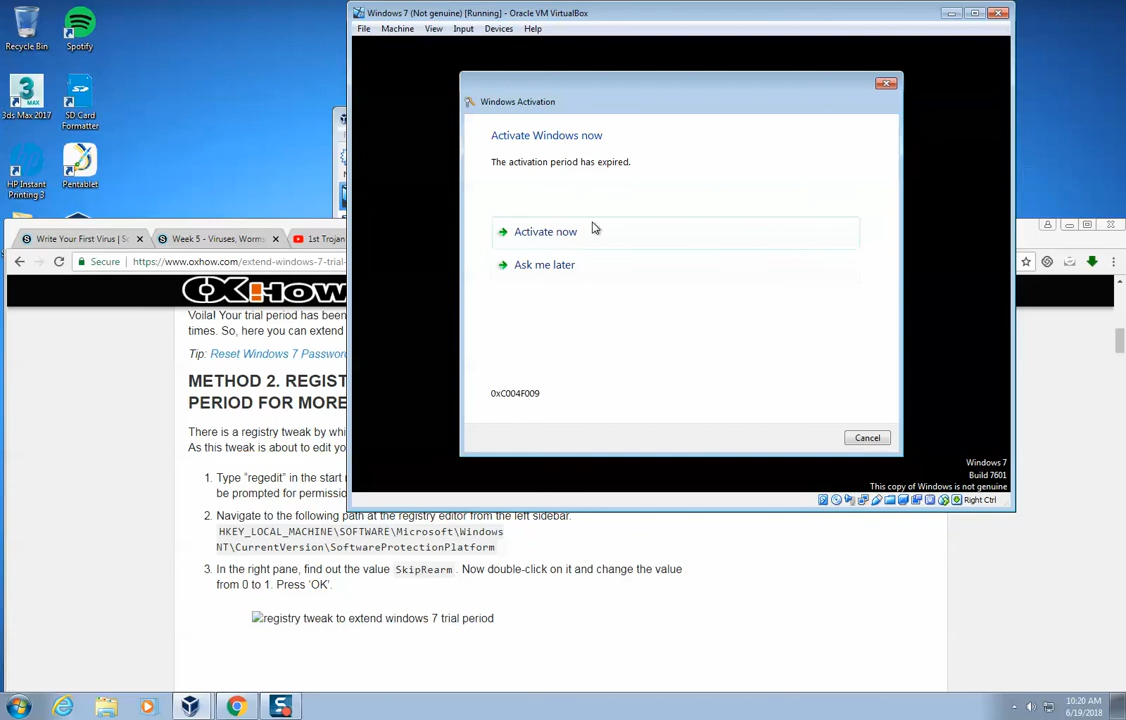 Recycle Bin
Spotify
3ds Max 2017
SD Card
Formatter
HP Instant
Printing 3
Pentablet
Windows 7 (Not genuine) [Running] - Oracle VM VirtualBox
File Machine View Input Devices Help
Windows Activation
Activate Windows now
The activation period has expired.
Activate now
Ask me later
0xC004F009
Cancel
Windows 7
Build 7601
This copy of Windows is not genuine
Right Ctrl
Write Your First Virus | S
Week 5 - Viruses, Worms
1st Trojan
Secure https://www.oxhow.com/extend-windows-7-trial-
OXHOW
Voila! Your trial period has been
times. So, here you can extend
Tip: Reset Windows 7 Password
METHOD 2. REGIST
PERIOD FOR MORE
There is a registry tweak by whi
As this tweak is about to edit yo
1. Type “regedit” in the start
be prompted for permissio
2. Navigate to the following path at the registry editor from the left sidebar.
HKEY_LOCAL_MACHINE\SOFTWARE\Microsoft\Windows
NT\CurrentVersion\SoftwareProtectionPlatform
3. In the right pane, find out the value SkipRearm. Now double-click on it and change the value
from 0 to 1. Press ‘OK’.
registry tweak to extend windows 7 trial period
10:20 AM
6/19/2018